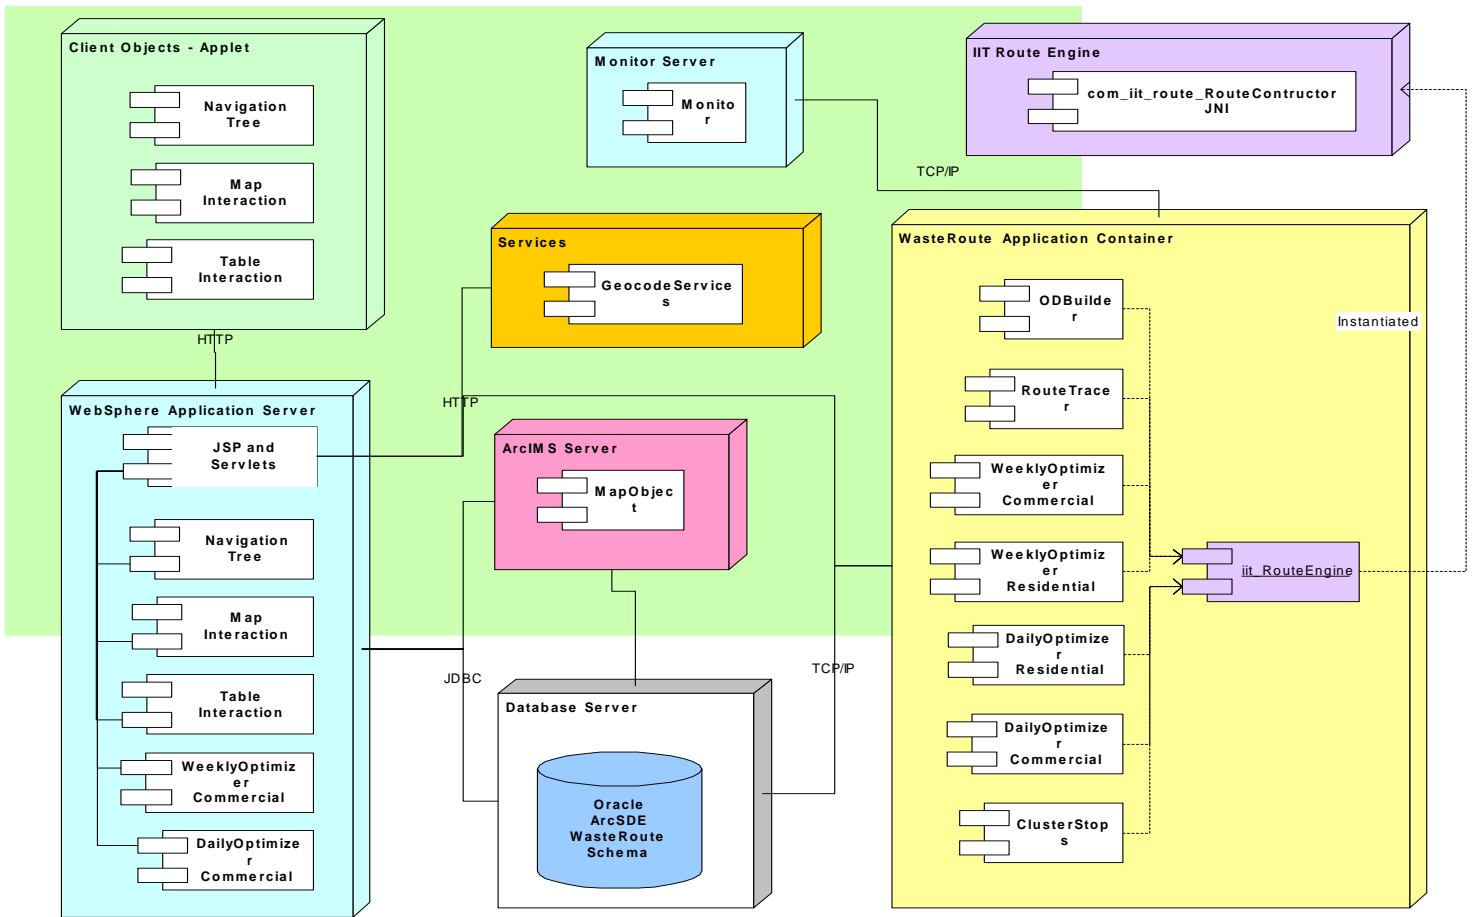 Client Objects - Applet
Navigation
Tree
Map
Interaction
Table
Interaction
HTTP
WebSphere Application Server
JSP and
Servlets
Navigation
Tree
Map
Interaction
Table
Interaction
WeeklyOptimiz
er
Commercial
DailyOptimize
r
Commercial
Monitor Server
Monito
r
TCP/IP
Services
GeocodeService
s
HTTP
ArcIMS Server
MapObjec
t
JDBC
TCP/IP
Database Server
Oracle
ArcSDE
WasteRoute
Schema
IIT Route Engine
com_iit_route_RouteContructor
JNI
WasteRoute Application Container
ODBuilde
r
Instantiated
RouteTrace
r
WeeklyOptimiz
er
Commercial
WeeklyOptimiz
er
Residential
iit_RouteEngine
DailyOptimize
r
Residential
DailyOptimize
r
Commercial
ClusterStop
s